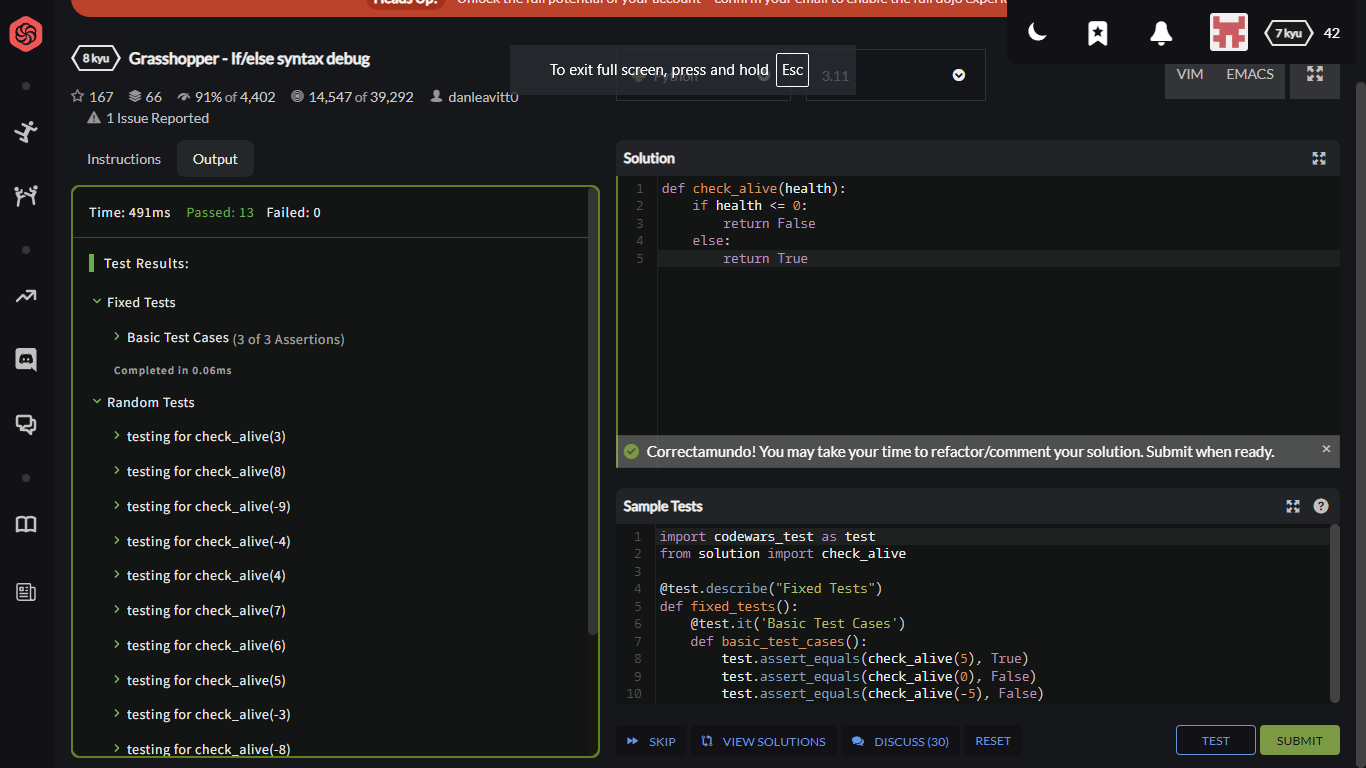 Heads Up! Unlock the full potential of your account - confirm your email to enable the full dojo experie
8 kyu Grasshopper - If/else syntax debug
To exit full screen, press and hold Esc
Python
3.11
7 kyu 42
VIM EMACS
167 66 91% of 4,402 14,547 of 39,292 danleavitt0
1 Issue Reported
Instructions Output
Time: 491ms Passed: 13 Failed: 0
Test Results:
Fixed Tests
Basic Test Cases (3 of 3 Assertions)
Completed in 0.06ms
Random Tests
testing for check_alive(3)
testing for check_alive(8)
testing for check_alive(-9)
testing for check_alive(-4)
testing for check_alive(4)
testing for check_alive(7)
testing for check_alive(6)
testing for check_alive(5)
testing for check_alive(-3)
testing for check_alive(-8)
Solution
1 def check_alive(health):
2     if health <= 0:
3         return False
4     else:
5         return True
Correctamundo! You may take your time to refactor/comment your solution. Submit when ready. ×
Sample Tests ?
1 import codewars_test as test
2 from solution import check_alive
3
4 @test.describe("Fixed Tests")
5 def fixed_tests():
6     @test.it('Basic Test Cases')
7     def basic_test_cases():
8         test.assert_equals(check_alive(5), True)
9         test.assert_equals(check_alive(0), False)
10         test.assert_equals(check_alive(-5), False)
SKIP VIEW SOLUTIONS DISCUSS (30) RESET TEST SUBMIT